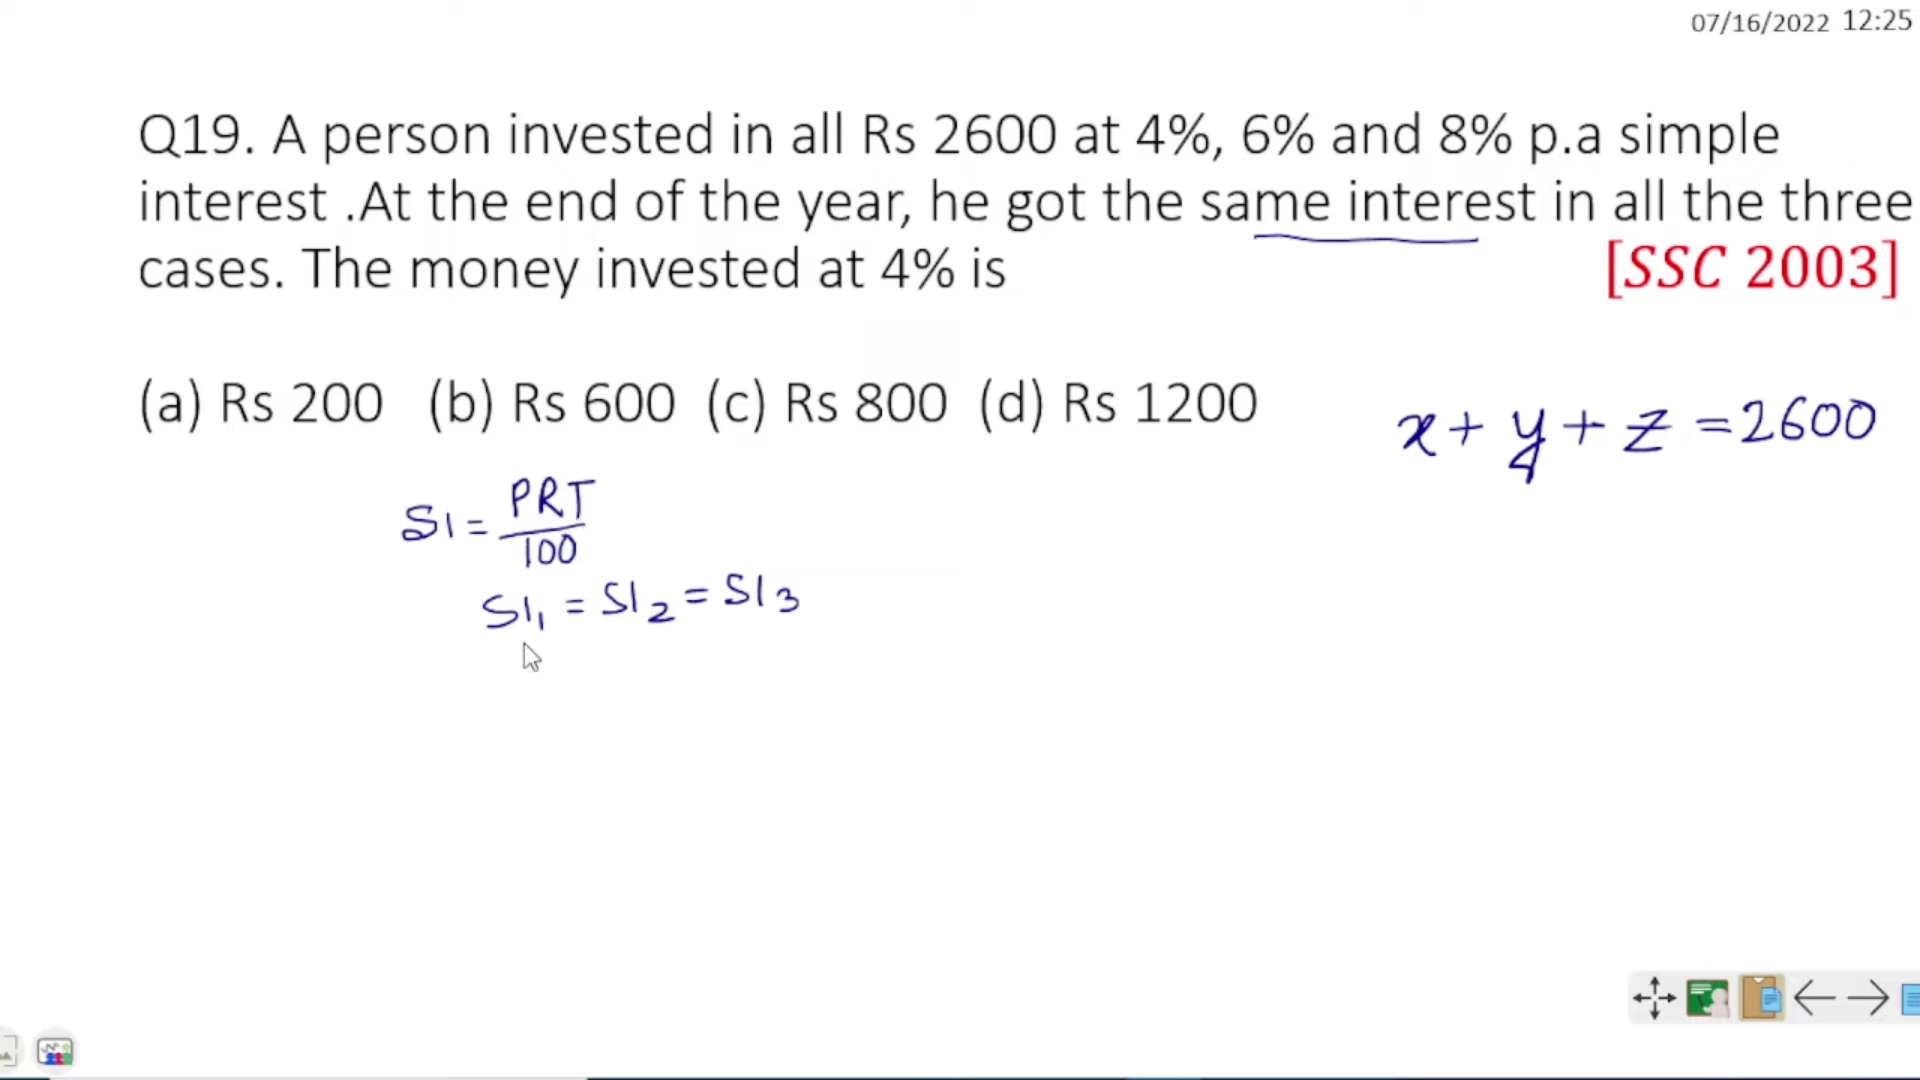 07/16/2022 12:25
Q19. A person invested in all Rs 2600 at 4%, 6% and 8% p.a simple
interest .At the end of the year, he got the same interest in all the three
cases. The money invested at 4% is [SSC 2003]
(a) Rs 200 (b) Rs 600 (c) Rs 800 (d) Rs 1200
x + y + z = 2600
SI = PRT
100
SI₁ = SI₂ = SI₃